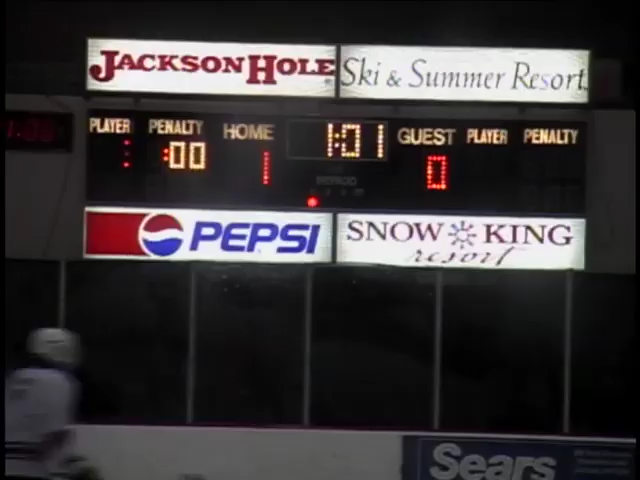 JACKSON HOLE Ski & Summer Resort
PLAYER PENALTY HOME 1:01 GUEST PLAYER PENALTY
:00 1 0
PERIOD
PEPSI SNOW KING
resort
Sears